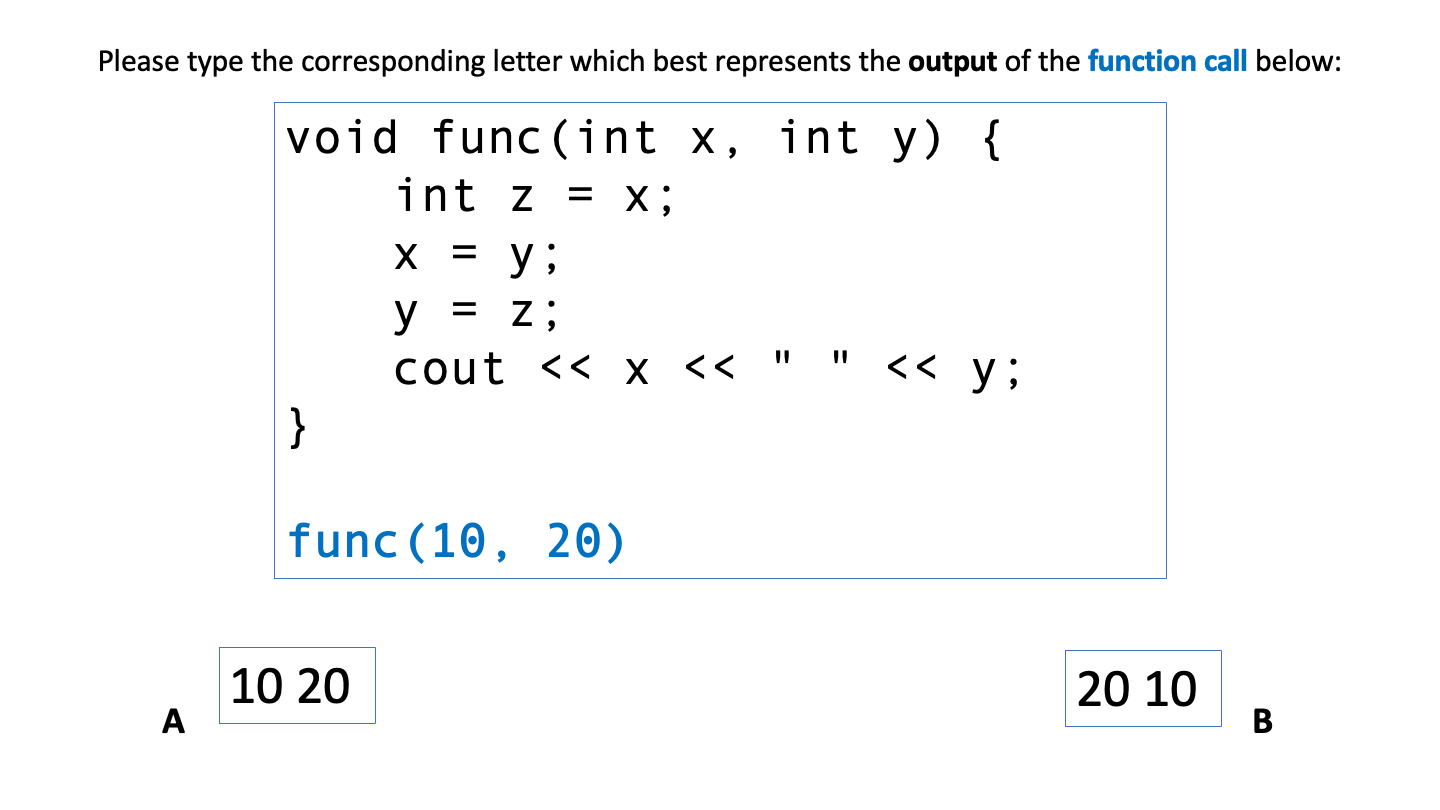 Please type the corresponding letter which best represents the output of the function call below:
void func(int x, int y) {
    int z = x;
    x = y;
    y = z;
    cout << x << " " << y;
}
func(10, 20)
10 20
20 10
A
B